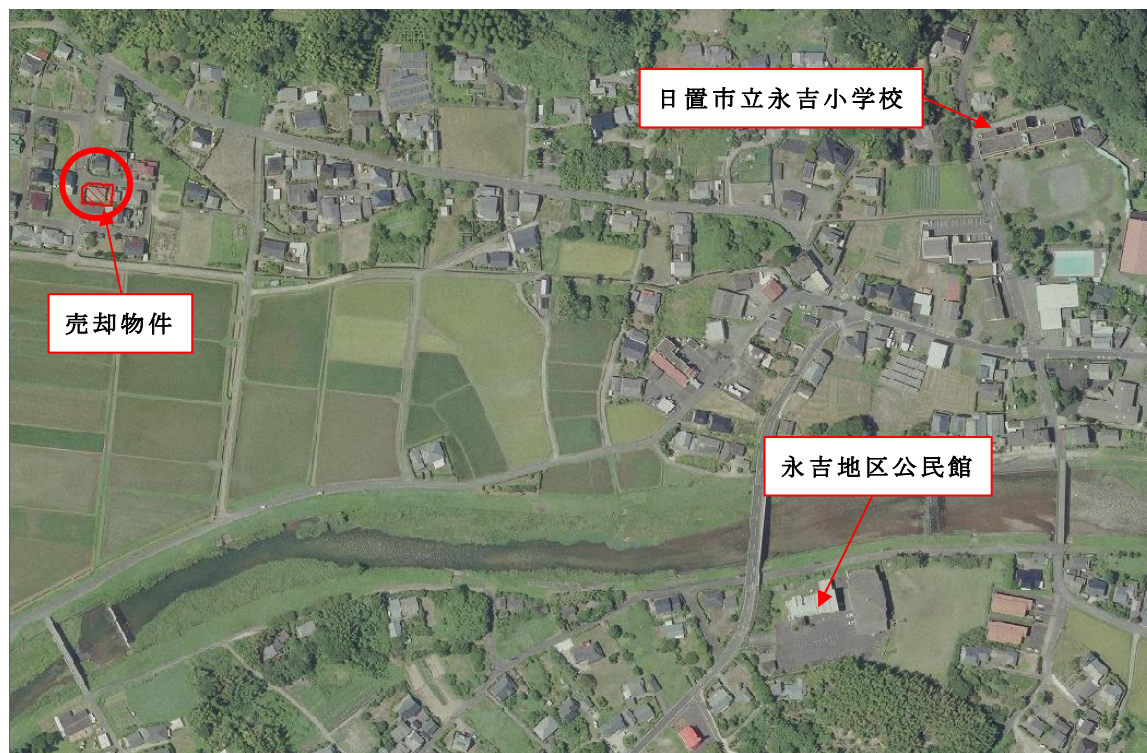 日置市立永吉小学校
売却物件
永吉地区公民館